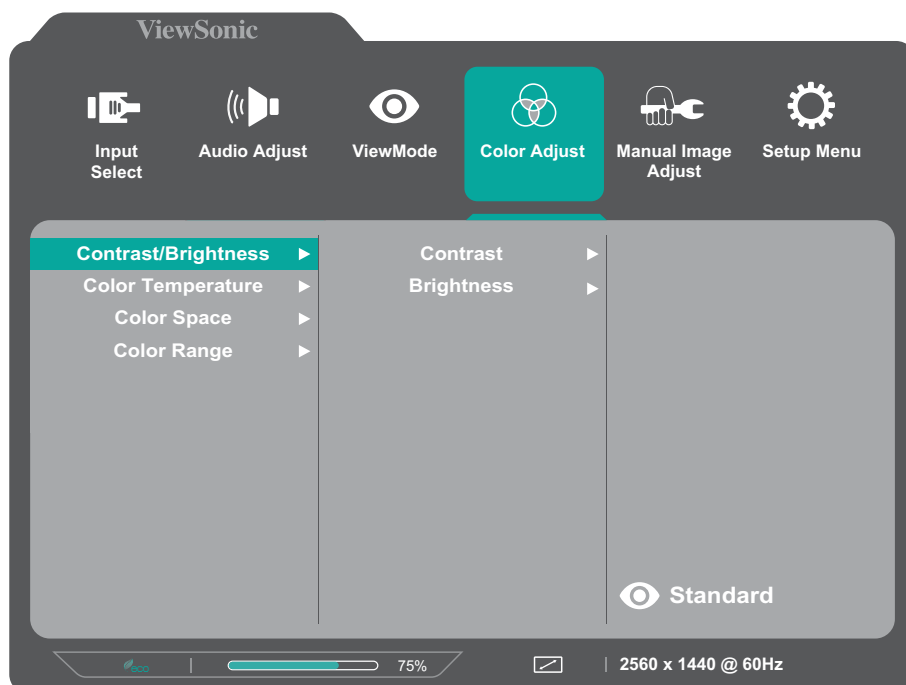 ViewSonic
Input
Select
Audio Adjust
ViewMode
Color Adjust
Manual Image
Adjust
Setup Menu
Contrast/Brightness
Color Temperature
Color Space
Color Range
Contrast
Brightness
Standard
eco
75%
2560 x 1440 @ 60Hz